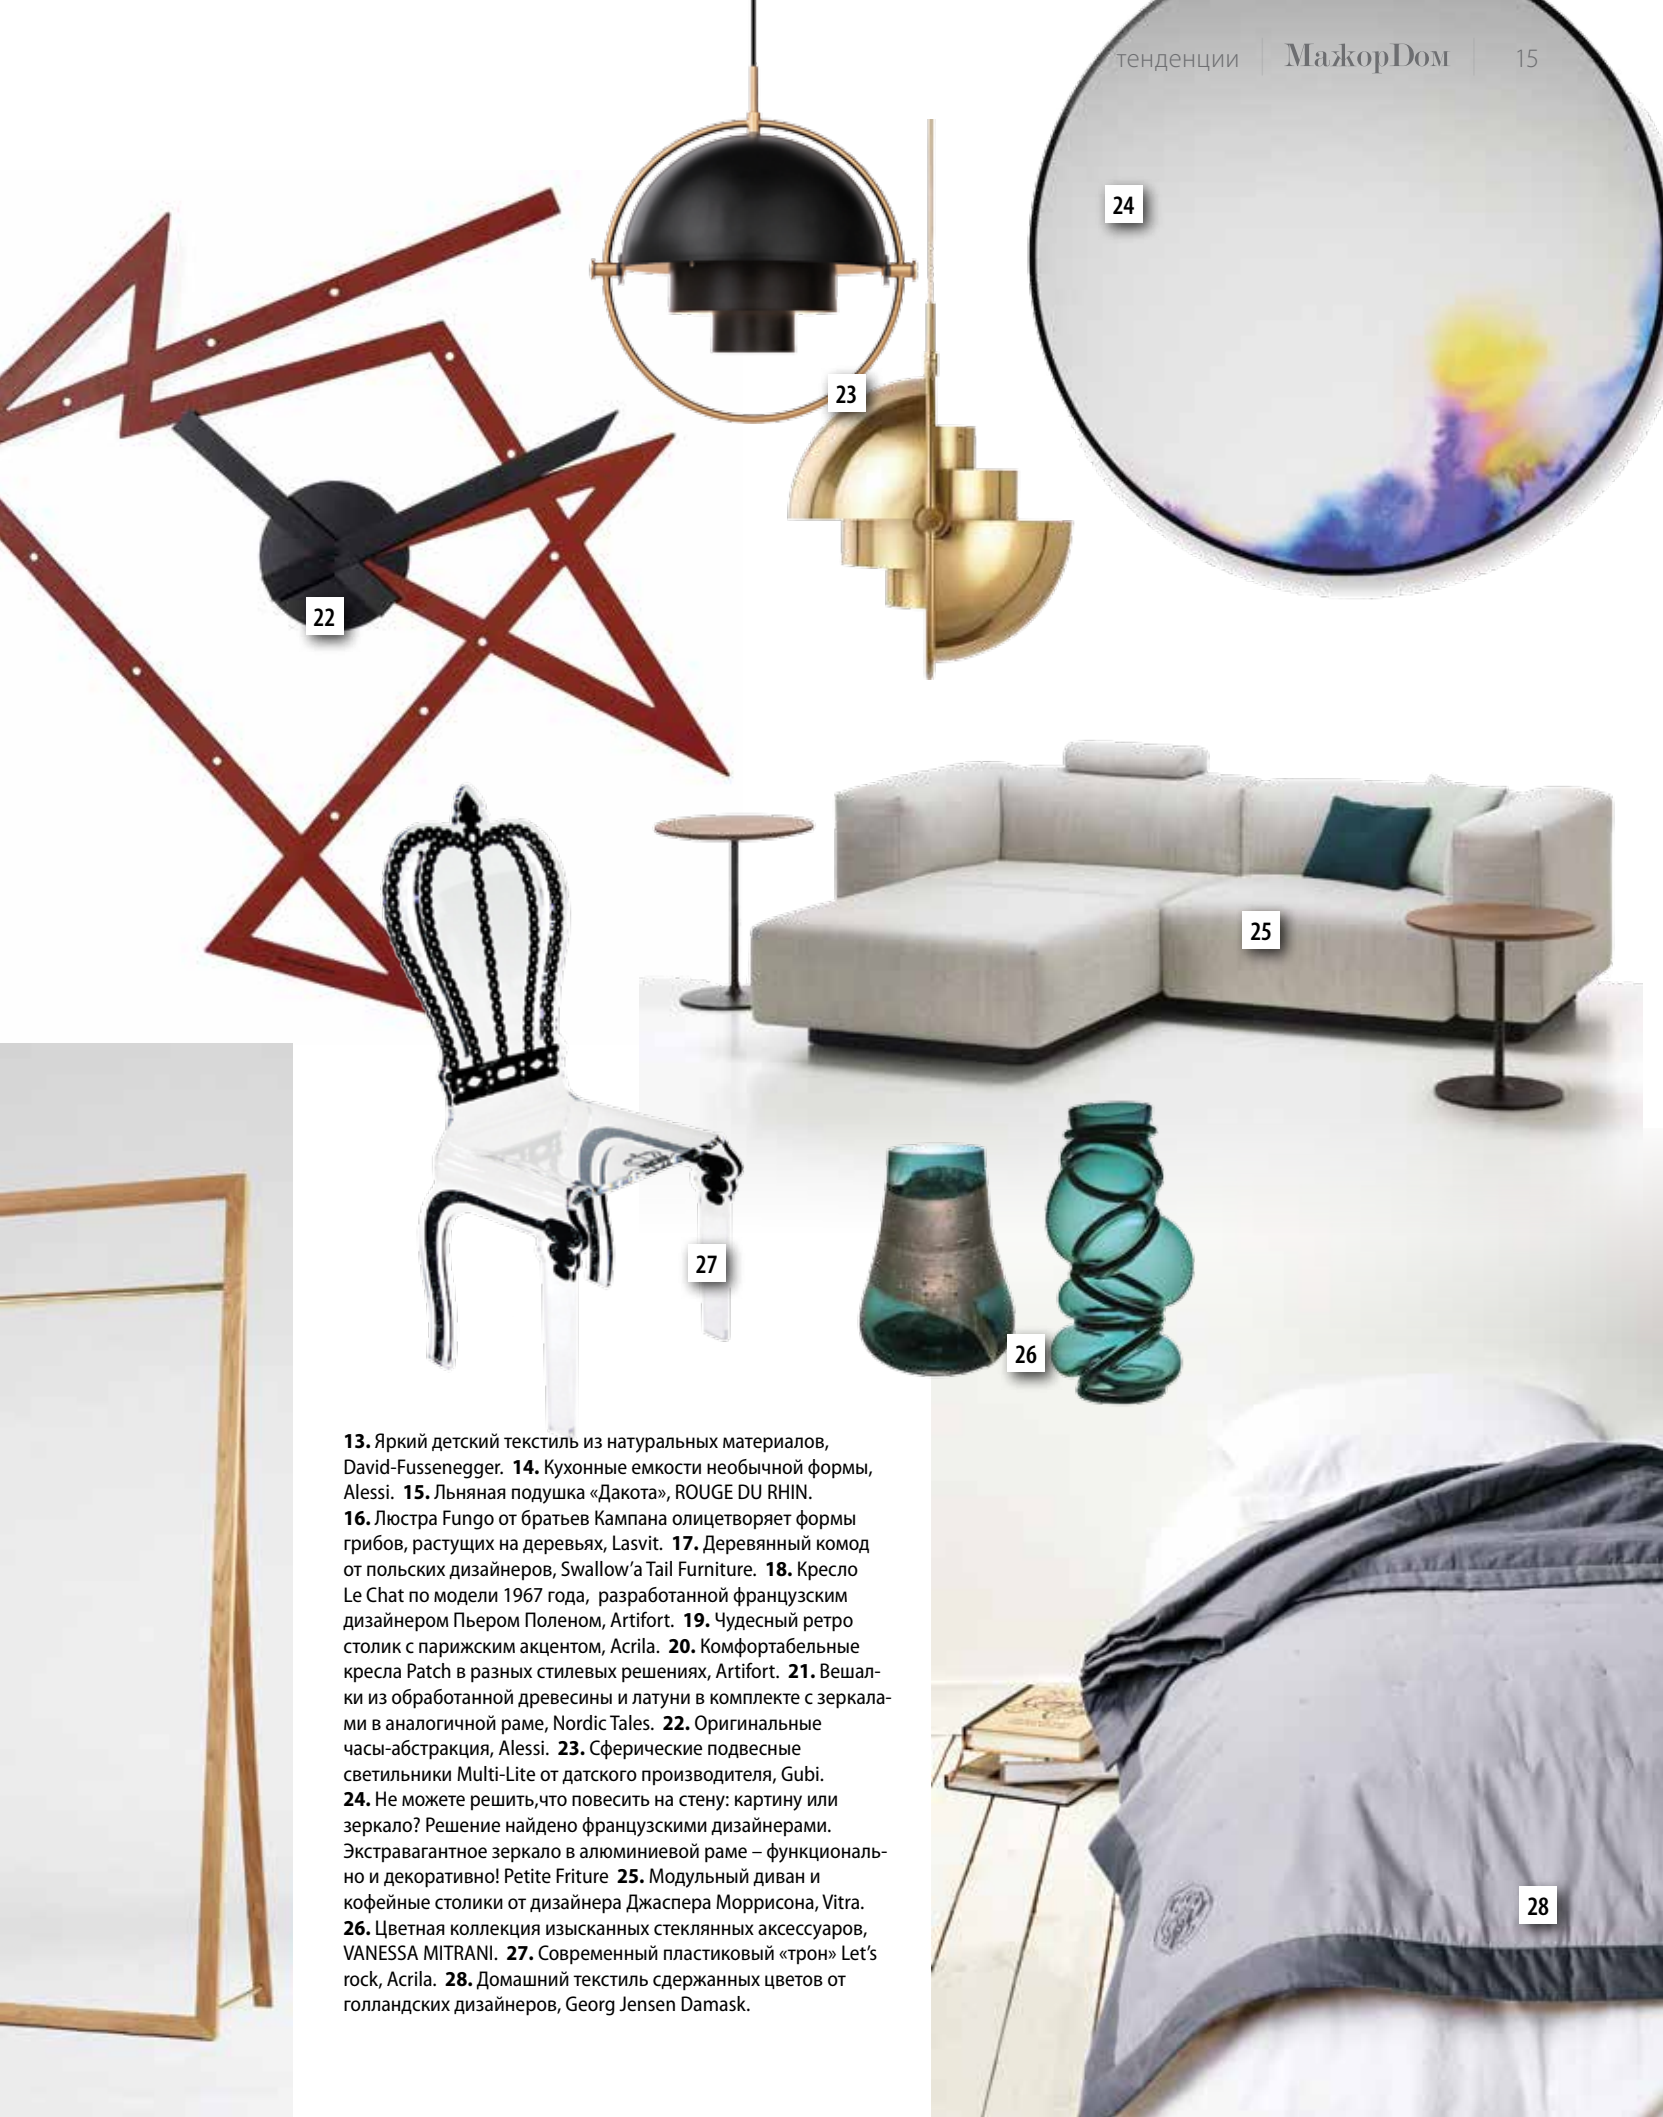 тенденции МажорDом 15
24
23
22
25
27
26
13. Яркий детский текстиль из натуральных материалов,
David-Fussenegger. 14. Кухонные емкости необычной формы,
Alessi. 15. Льняная подушка «Дакота», ROUGE DU RHIN.
16. Люстра Fungo от братьев Кампана олицетворяет формы
грибов, растущих на деревьях, Lasvit. 17. Деревянный комод
от польских дизайнеров, Swallow’a Tail Furniture. 18. Кресло
Le Chat по модели 1967 года, разработанной французским
дизайнером Пьером Поленом, Artifort. 19. Чудесный ретро
столик с парижским акцентом, Acrila. 20. Комфортабельные
кресла Patch в разных стилевых решениях, Artifort. 21. Вешал-
ки из обработанной древесины и латуни в комплекте с зеркала-
ми в аналогичной раме, Nordic Tales. 22. Оригинальные
часы-абстракция, Alessi. 23. Сферические подвесные
светильники Multi-Lite от датского производителя, Gubi.
24. Не можете решить,что повесить на стену: картину или
зеркало? Решение найдено французскими дизайнерами.
Экстравагантное зеркало в алюминиевой раме – функциональ-
но и декоративно! Petite Friture 25. Модульный диван и
кофейные столики от дизайнера Джаспера Моррисона, Vitra.
26. Цветная коллекция изысканных стеклянных аксессуаров,
VANESSA MITRANI. 27. Современный пластиковый «трон» Let’s
rock, Acrila. 28. Домашний текстиль сдержанных цветов от
голландских дизайнеров, Georg Jensen Damask.
28